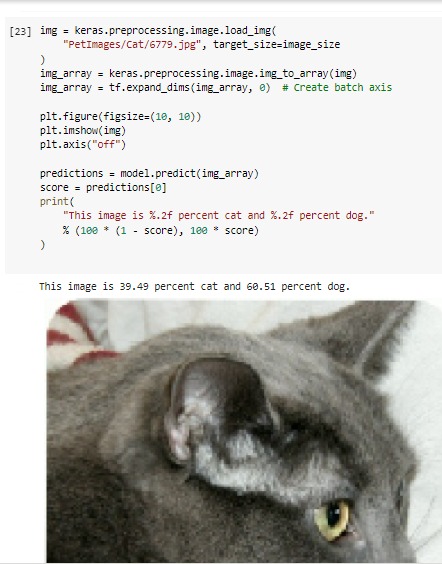 [23] img = keras.preprocessing.image.load_img(
"PetImages/Cat/6779.jpg", target_size=image_size
)
img_array = keras.preprocessing.image.img_to_array(img)
img_array = tf.expand_dims(img_array, 0)  # Create batch axis
plt.figure(figsize=(10, 10))
plt.imshow(img)
plt.axis("off")
predictions = model.predict(img_array)
score = predictions[0]
print(
"This image is %.2f percent cat and %.2f percent dog."
% (100 * (1 - score), 100 * score)
)
This image is 39.49 percent cat and 60.51 percent dog.